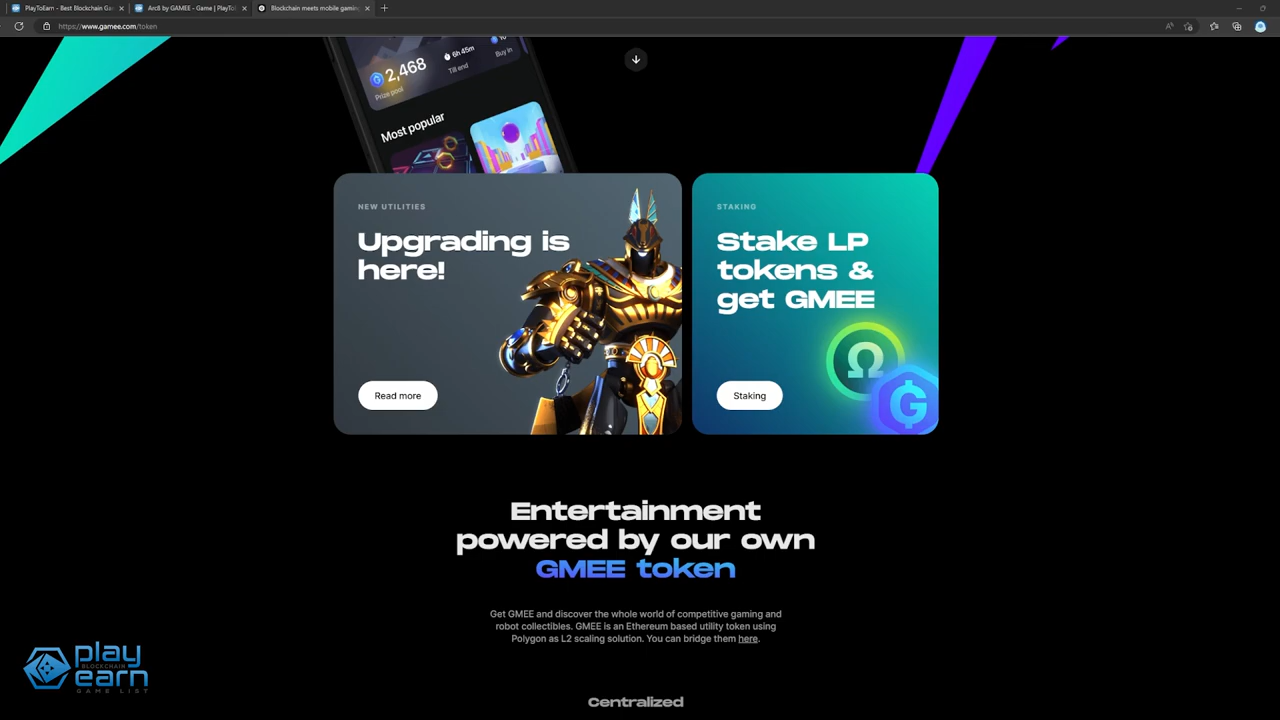 PlayToEarn - Best Blockchain Ga
Arc8 by GAMEE - Game | PlayTo
Blockchain meets mobile gaming
https://www.gamee.com/token
2,468
Prize pool
6h 45m
Till end
10
Buy in
Most popular
NEW UTILITIES
Upgrading is
here!
Read more
STAKING
Stake LP
tokens &
get GMEE
Staking
Ω
G
Entertainment
powered by our own
GMEE token
Get GMEE and discover the whole world of competitive gaming and
robot collectibles. GMEE is an Ethereum based utility token using
Polygon as L2 scaling solution. You can bridge them here.
Centralized
play
BLOCKCHAIN
earn
GAME LIST